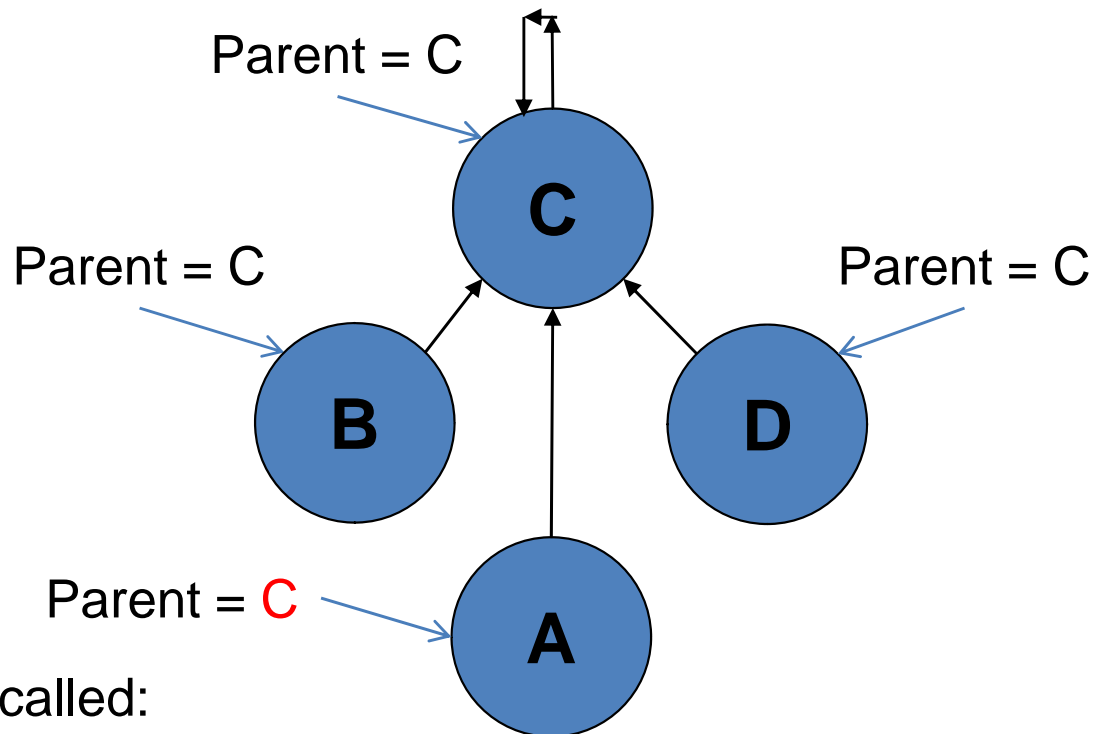 Parent = C
C
Parent = C
Parent = C
B
D
Parent = C
A
called: